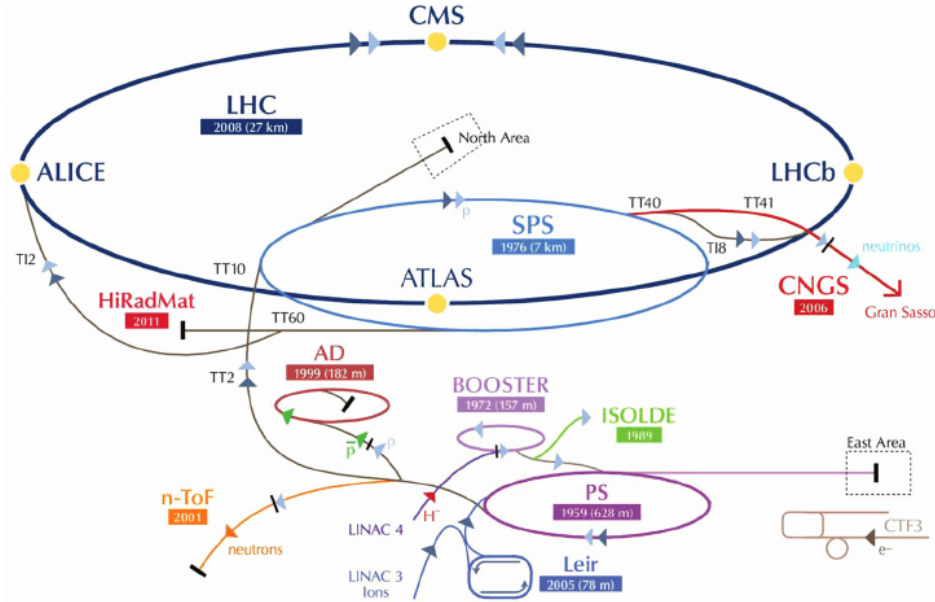 CMS
LHC
2008 (27 km)
North Area
ALICE
LHCb
TT40
TT41
SPS
1976 (7 km)
p
TI8
neutrinos
TI2
TT10
ATLAS
CNGS
2006
Gran Sasso
HiRadMat
2011
TT60
TT2
AD
1999 (182 m)
BOOSTER
1972 (157 m)
ISOLDE
1989
p
p
East Area
n-ToF
2001
neutrons
H-
LINAC 4
PS
1959 (628 m)
CTF3
e-
LINAC 3
Ions
Leir
2005 (78 m)